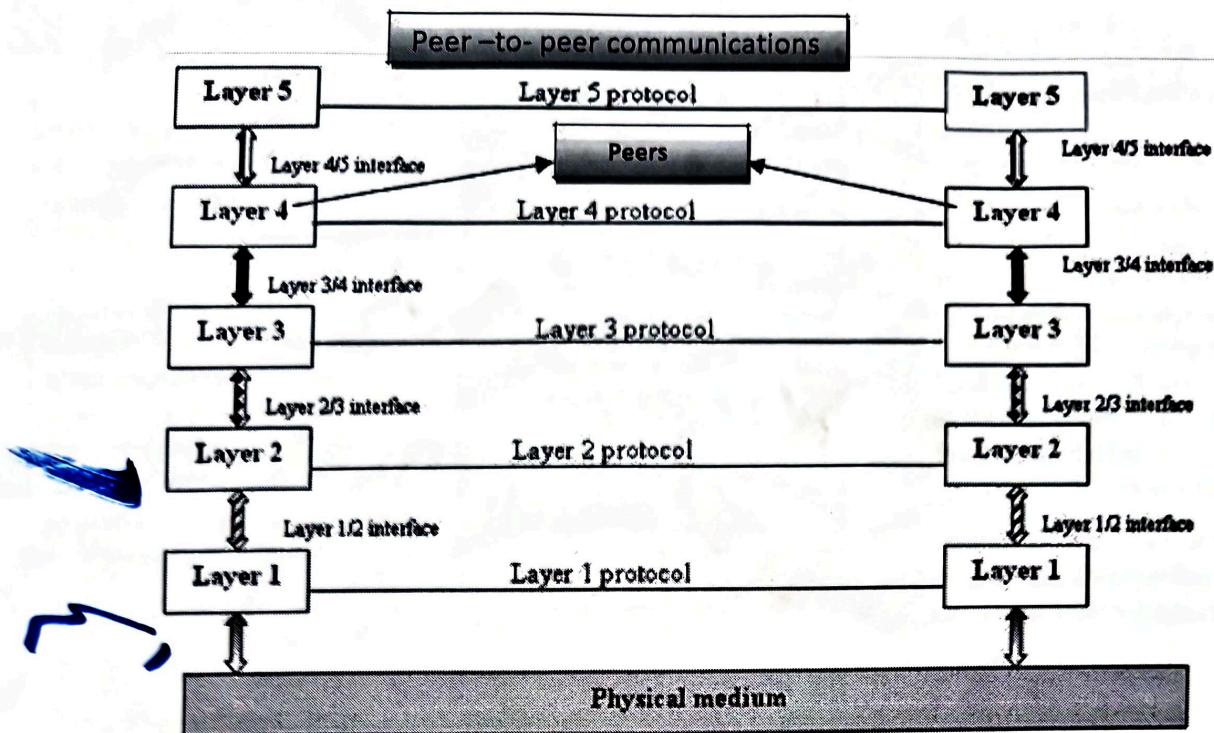 Peer –to- peer communications
Layer 5 Layer 5 protocol Layer 5
Layer 4/5 interface Peers Layer 4/5 interface
Layer 4 Layer 4 protocol Layer 4
Layer 3/4 interface Layer 3/4 interface
Layer 3 Layer 3 protocol Layer 3
Layer 2/3 interface Layer 2/3 interface
Layer 2 Layer 2 protocol Layer 2
Layer 1/2 interface Layer 1/2 interface
Layer 1 Layer 1 protocol Layer 1
Physical medium